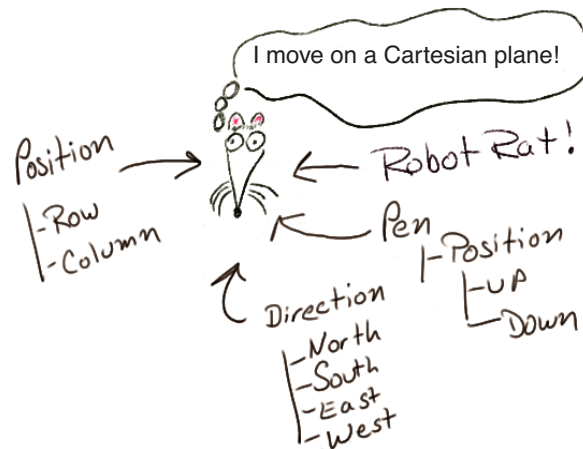 I move on a Cartesian plane!
Robot Rat!
Position
-Row
-Column
Pen
-Position
-UP
-Down
Direction
-North
-South
-East
-West